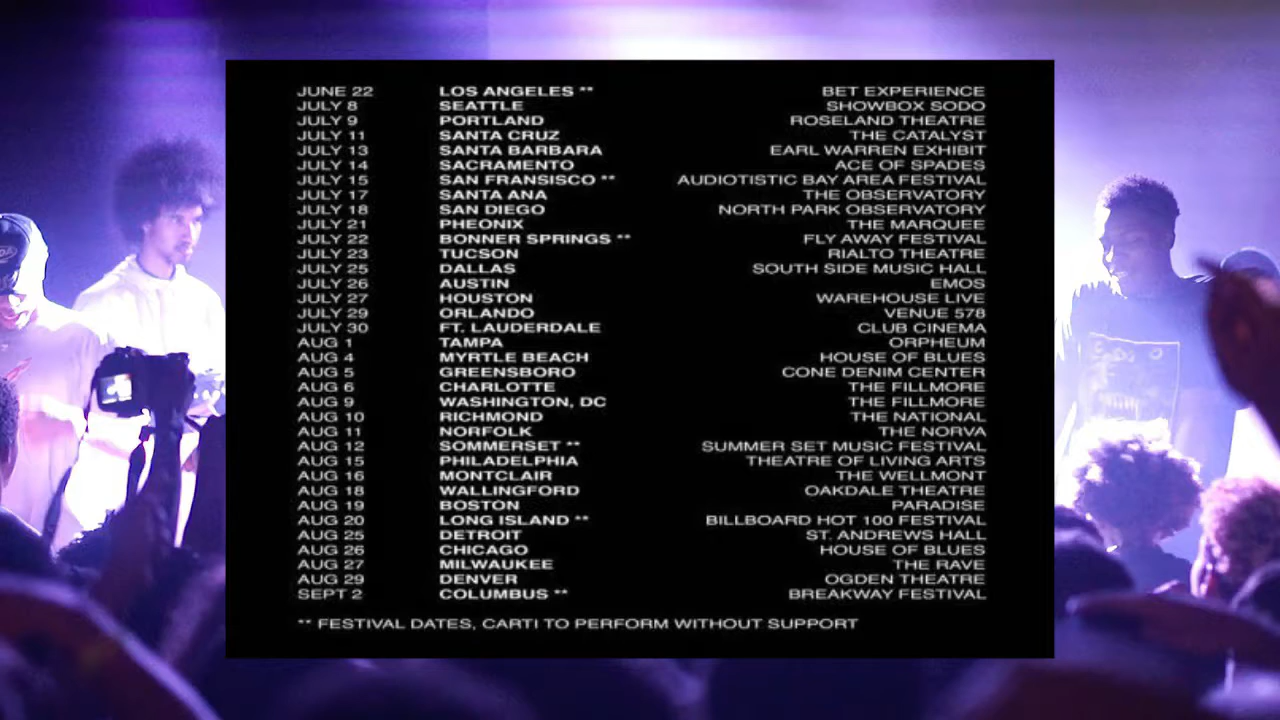 JUNE 22 LOS ANGELES ** BET EXPERIENCE
JULY 8 SEATTLE SHOWBOX SODO
JULY 9 PORTLAND ROSELAND THEATRE
JULY 11 SANTA CRUZ THE CATALYST
JULY 13 SANTA BARBARA EARL WARREN EXHIBIT
JULY 14 SACRAMENTO ACE OF SPADES
JULY 15 SAN FRANSISCO ** AUDIOTISTIC BAY AREA FESTIVAL
JULY 17 SANTA ANA THE OBSERVATORY
JULY 18 SAN DIEGO NORTH PARK OBSERVATORY
JULY 21 PHEONIX THE MARQUEE
JULY 22 BONNER SPRINGS ** FLY AWAY FESTIVAL
JULY 23 TUCSON RIALTO THEATRE
JULY 25 DALLAS SOUTH SIDE MUSIC HALL
JULY 26 AUSTIN EMOS
JULY 27 HOUSTON WAREHOUSE LIVE
JULY 29 ORLANDO VENUE 578
JULY 30 FT. LAUDERDALE CLUB CINEMA
AUG 1 TAMPA ORPHEUM
AUG 4 MYRTLE BEACH HOUSE OF BLUES
AUG 5 GREENSBORO CONE DENIM CENTER
AUG 6 CHARLOTTE THE FILLMORE
AUG 9 WASHINGTON, DC THE FILLMORE
AUG 10 RICHMOND THE NATIONAL
AUG 11 NORFOLK THE NORVA
AUG 12 SOMMERSET ** SUMMER SET MUSIC FESTIVAL
AUG 15 PHILADELPHIA THEATRE OF LIVING ARTS
AUG 16 MONTCLAIR THE WELLMONT
AUG 18 WALLINGFORD OAKDALE THEATRE
AUG 19 BOSTON PARADISE
AUG 20 LONG ISLAND ** BILLBOARD HOT 100 FESTIVAL
AUG 25 DETROIT ST. ANDREWS HALL
AUG 26 CHICAGO HOUSE OF BLUES
AUG 27 MILWAUKEE THE RAVE
AUG 29 DENVER OGDEN THEATRE
SEPT 2 COLUMBUS ** BREAKWAY FESTIVAL
** FESTIVAL DATES, CARTI TO PERFORM WITHOUT SUPPORT